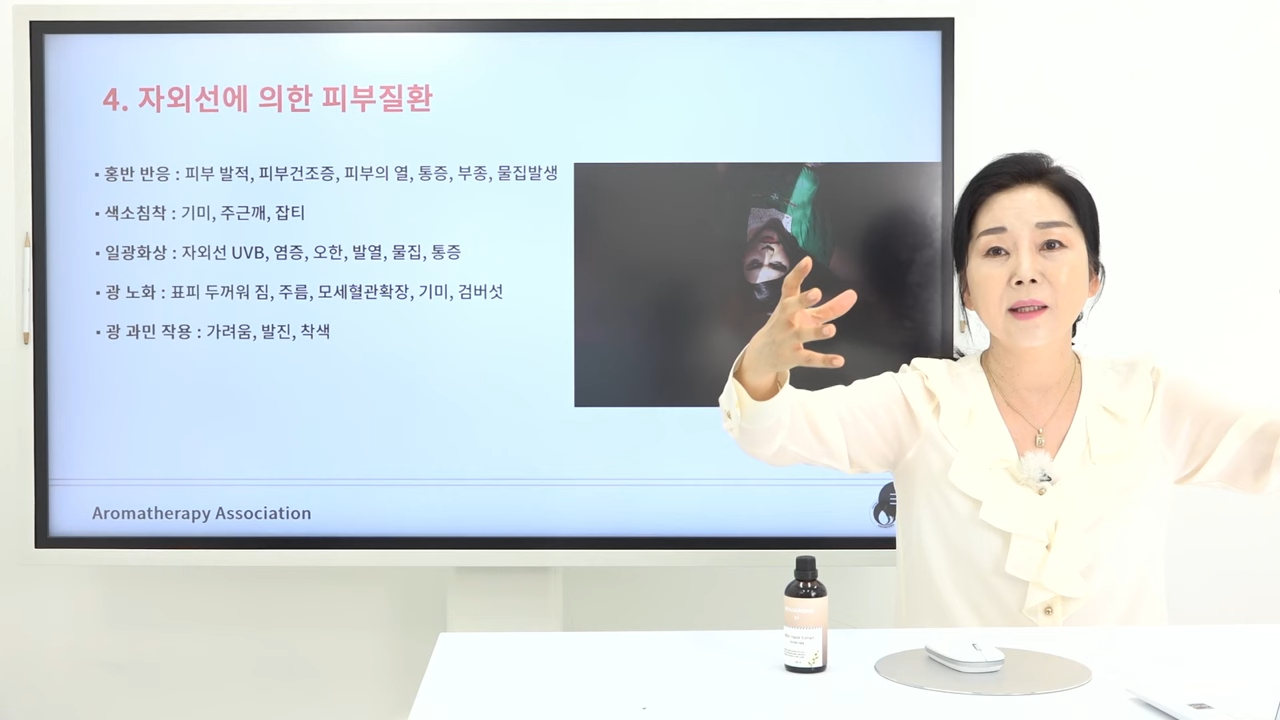 4. 자외선에 의한 피부질환
▪ 홍반 반응 : 피부 발적, 피부건조증, 피부의 열, 통증, 부종, 물집발생
▪ 색소침착 : 기미, 주근깨, 잡티
▪ 일광화상 : 자외선 UVB, 염증, 오한, 발열, 물집, 통증
▪ 광 노화 : 표피 두꺼워 짐, 주름, 모세혈관확장, 기미, 검버섯
▪ 광 과민 작용 : 가려움, 발진, 착색
Aromatherapy Association